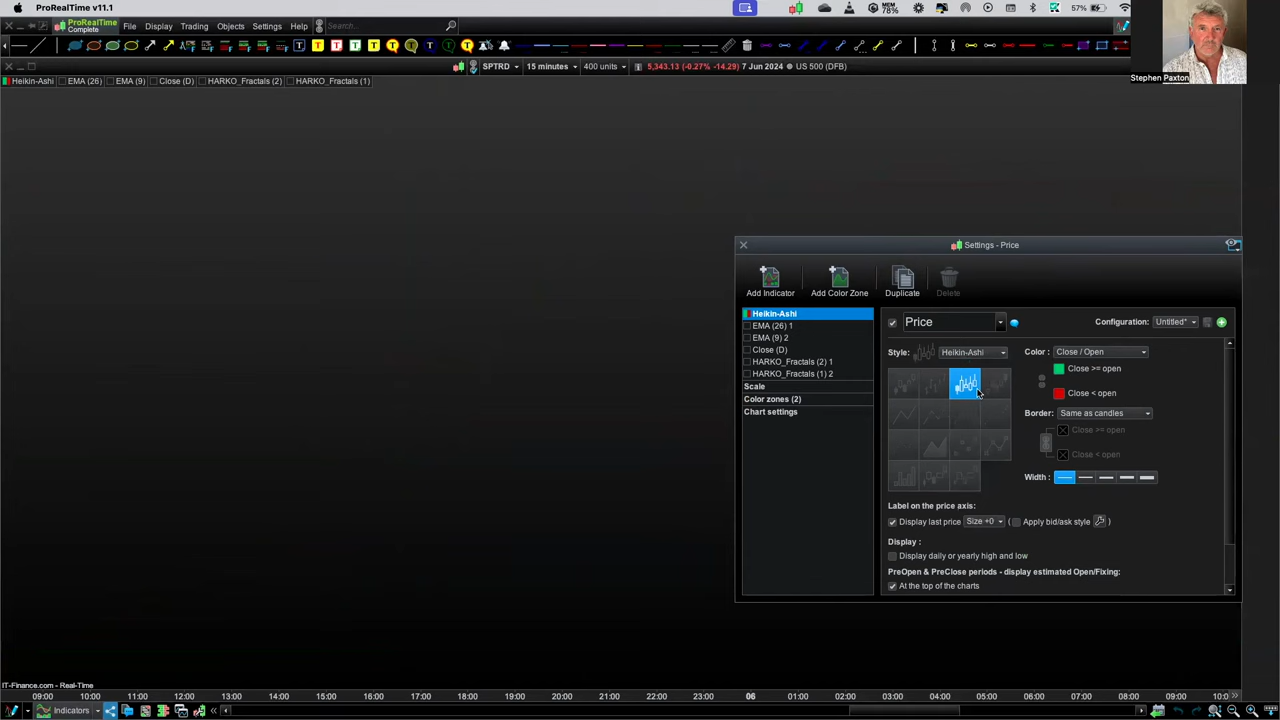 ProRealTime v11.1
MEM
78%
57%
ProRealTime
Complete
File
Display
Trading
Objects
Settings
Search...
SPTRD
15 minutes
400 units
5,343.13 (-0.27% -14.29) 7 Jun 2024 US 500 (DFB)
Stephen Paxton
Heikin-Ashi
EMA (26)
EMA (9)
Close (D)
HARKO_Fractals (2)
HARKO_Fractals (1)
Settings - Price
Add Indicator
Add Color Zone
Duplicate
Delete
Heikin-Ashi
EMA (26) 1
EMA (9) 2
Close (D)
HARKO_Fractals (2) 1
HARKO_Fractals (1) 2
Scale
Color zones (2)
Chart settings
Price
Configuration: Untitled*
Style: Heikin-Ashi
Color : Close / Open
Close >= open
Close < open
Border: Same as candles
Close >= open
Close < open
Width :
Label on the price axis:
Display last price Size +0 ( Apply bid/ask style )
Display :
Display daily or yearly high and low
PreOpen & PreClose periods - display estimated Open/Fixing:
At the top of the charts
IT-Finance.com - Real-Time
09:00 10:00 11:00 12:00 13:00 14:00 15:00 16:00 17:00 18:00 19:00 20:00 21:00 22:00 23:00 06 01:00 02:00 03:00 04:00 05:00 06:00 07:00 08:00 09:00
Indicators